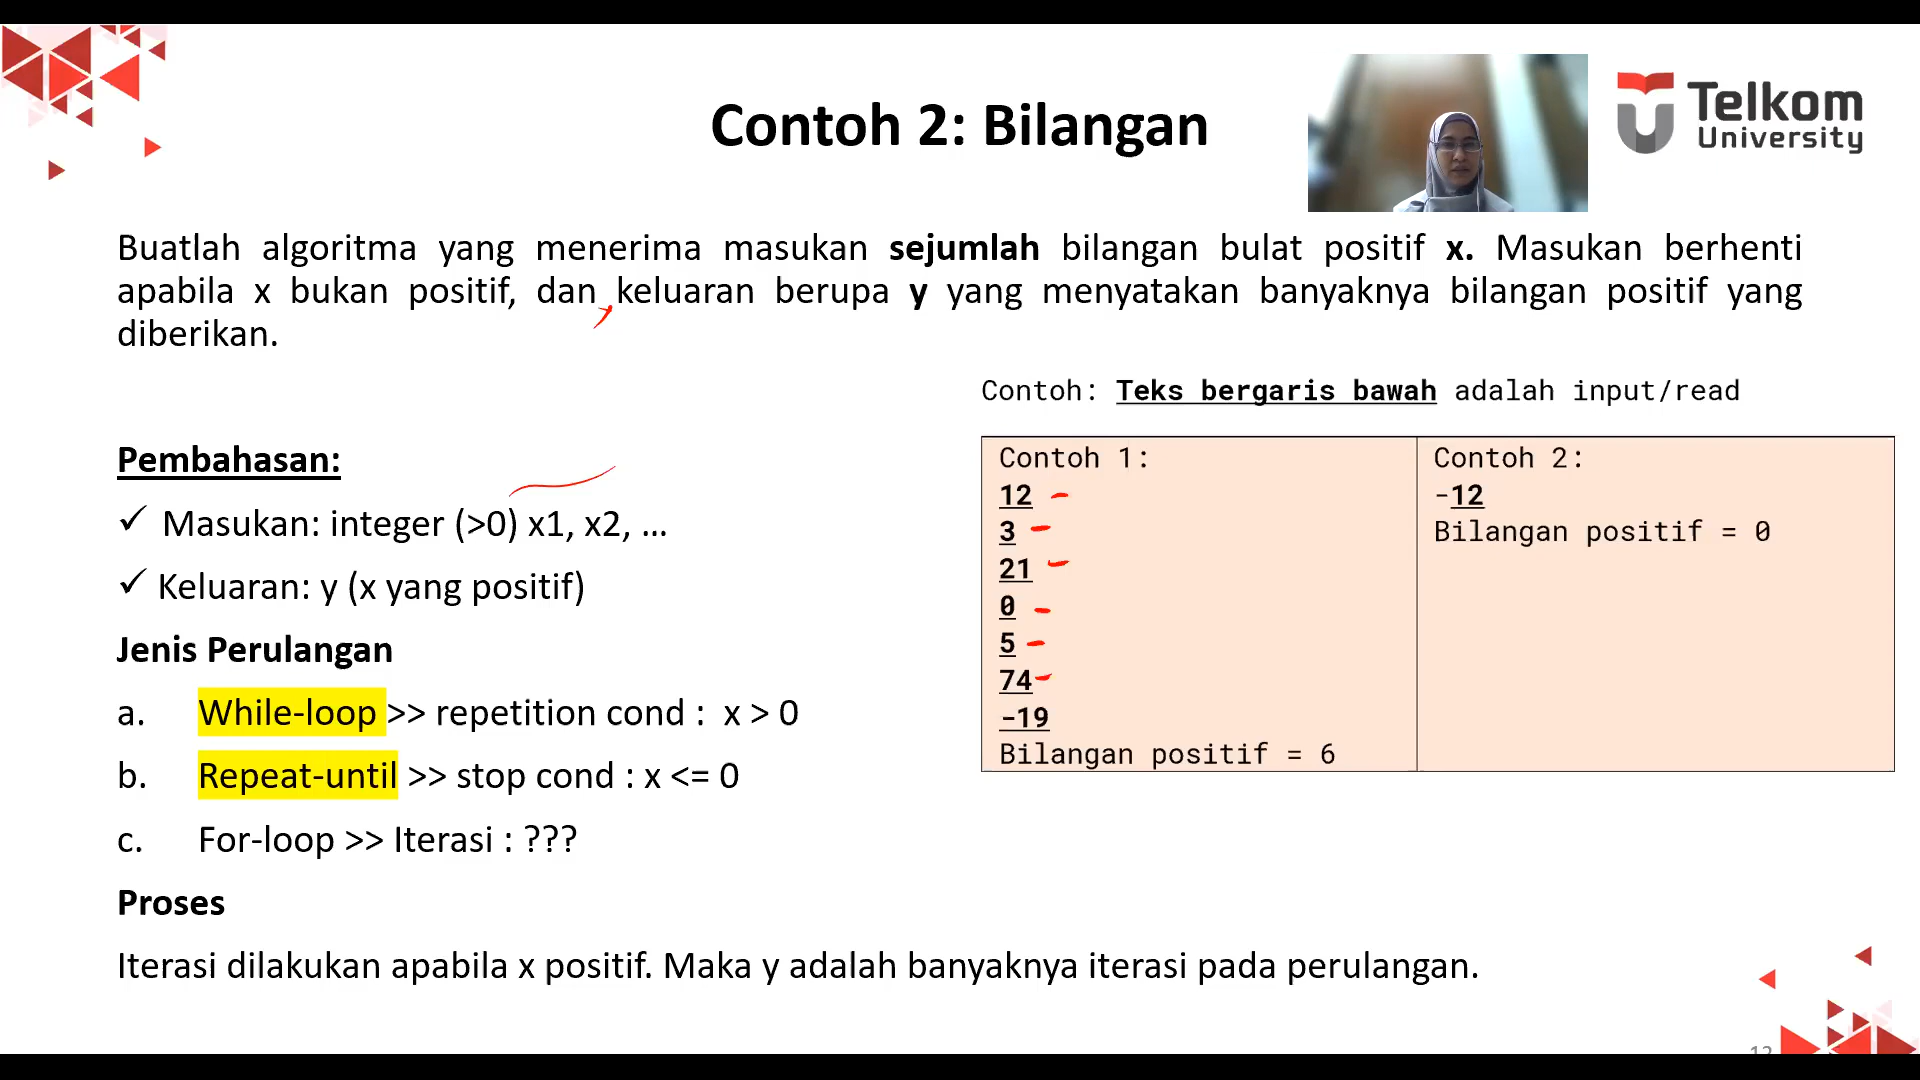 Contoh 2: Bilangan
Telkom
University
Buatlah algoritma yang menerima masukan sejumlah bilangan bulat positif x. Masukan berhenti
apabila x bukan positif, dan keluaran berupa y yang menyatakan banyaknya bilangan positif yang
diberikan.
Contoh: Teks bergaris bawah adalah input/read
Pembahasan:
✓ Masukan: integer (>0) x1, x2, ...
✓ Keluaran: y (x yang positif)
Jenis Perulangan
a. While-loop >> repetition cond : x > 0
b. Repeat-until >> stop cond : x <= 0
c. For-loop >> Iterasi : ???
Proses
Iterasi dilakukan apabila x positif. Maka y adalah banyaknya iterasi pada perulangan.
Contoh 1:
12
3
21
0
5
74
-19
Bilangan positif = 6
Contoh 2:
-12
Bilangan positif = 0